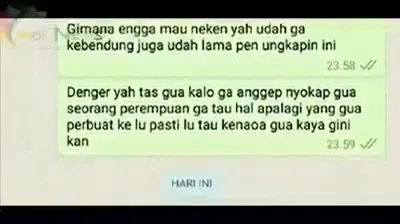 Gimana engga mau neken yah udah ga
kebendung juga udah lama pen ungkapin ini
23.58
Denger yah tas gua kalo ga anggep nyokap gua
seorang perempuan ga tau hal apalagi yang gua
perbuat ke lu pasti lu tau kenaoa gua kaya gini
kan
23.59
HARI INI